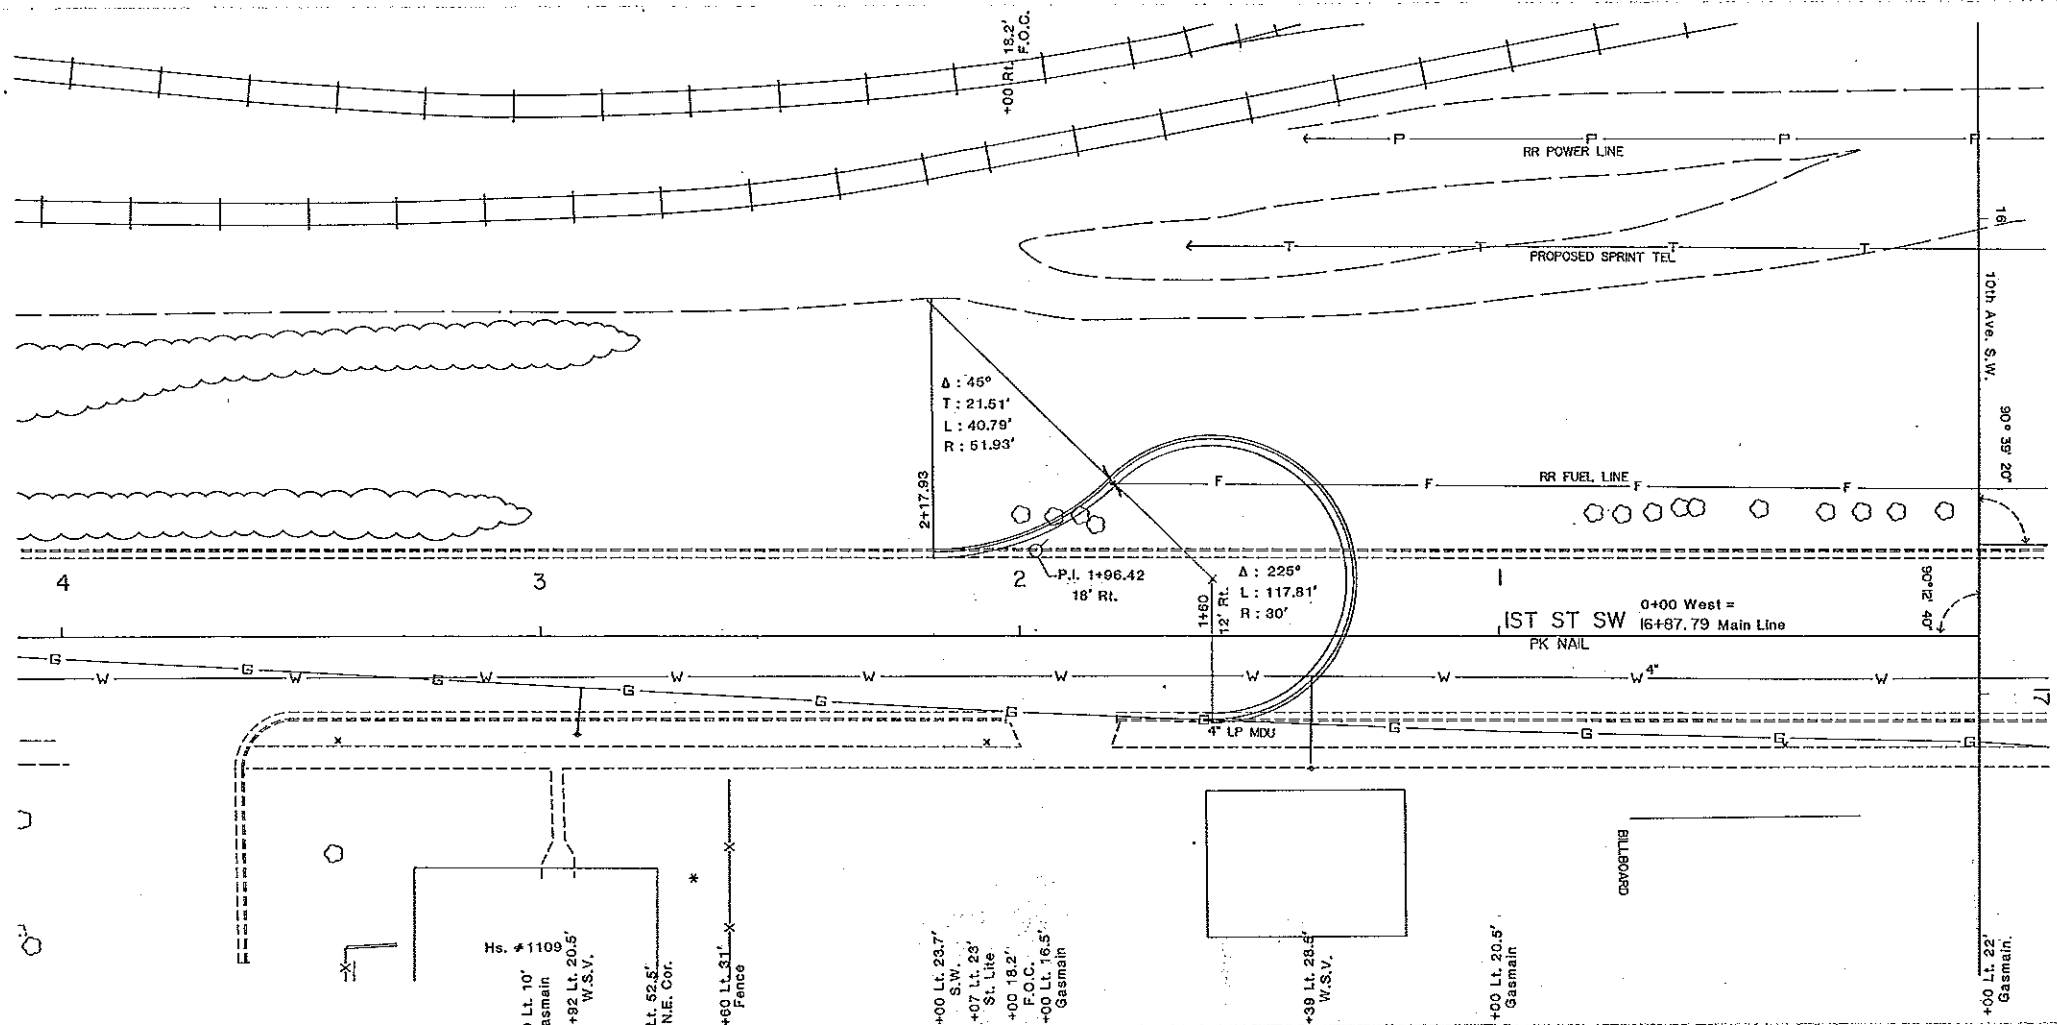 +00 Rt. 18.2'
F.O.C.
P P P P
RR POWER LINE
16
T T T T
PROPOSED SPRINT TEL
10th Ave. S.W.
Δ : 45°
T : 21.51'
L : 40.79'
R : 51.93'
2+17.93
90° 39' 20"
RR FUEL LINE
F F F F
4 3 2 1
P.I. 1+96.42
18' Rt.
1+60
12' Rt.
Δ : 225°
L : 117.81'
R : 30'
90°12' 40"
1ST ST SW
0+00 West =
16+87.79 Main Line
PK NAIL
4"
W W W W W W W W W W
G G G G G G G G G G G
17
4" LP MDU
BILLBOARD
Hs. #1109
Lt. 10'
asmain
+92 Lt. 20.5'
W.S.V.
Lt. 52.5'
N.E. Cor.
+60 Lt. 31'
Fence
+00 Lt. 23.7'
S.W.
+07 Lt. 23'
St. Lite
+00 18.2'
F.O.C.
+00 Lt. 16.5'
Gasmain
+39 Lt. 28.5'
W.S.V.
+00 Lt. 20.5'
Gasmain
+00 Lt. 22'
Gasmain